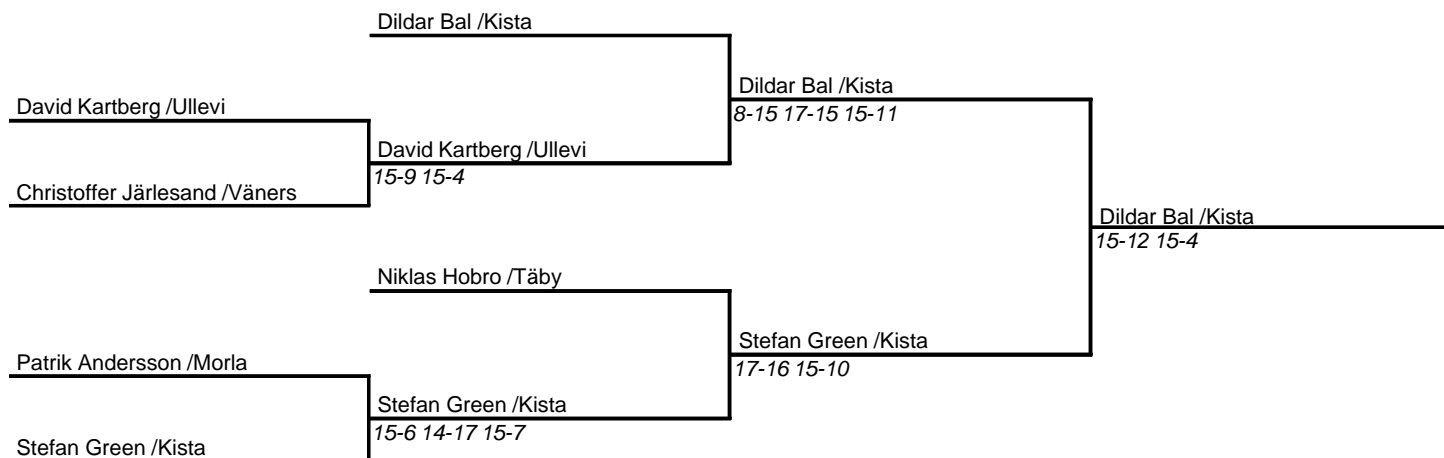 Dildar Bal /Kista
Dildar Bal /Kista
David Kartberg /Ullevi
8-15 17-15 15-11
David Kartberg /Ullevi
15-9 15-4
Christoffer Järlesand /Väners
Dildar Bal /Kista
15-12 15-4
Niklas Hobro /Täby
Stefan Green /Kista
Patrik Andersson /Morla
17-16 15-10
Stefan Green /Kista
15-6 14-17 15-7
Stefan Green /Kista